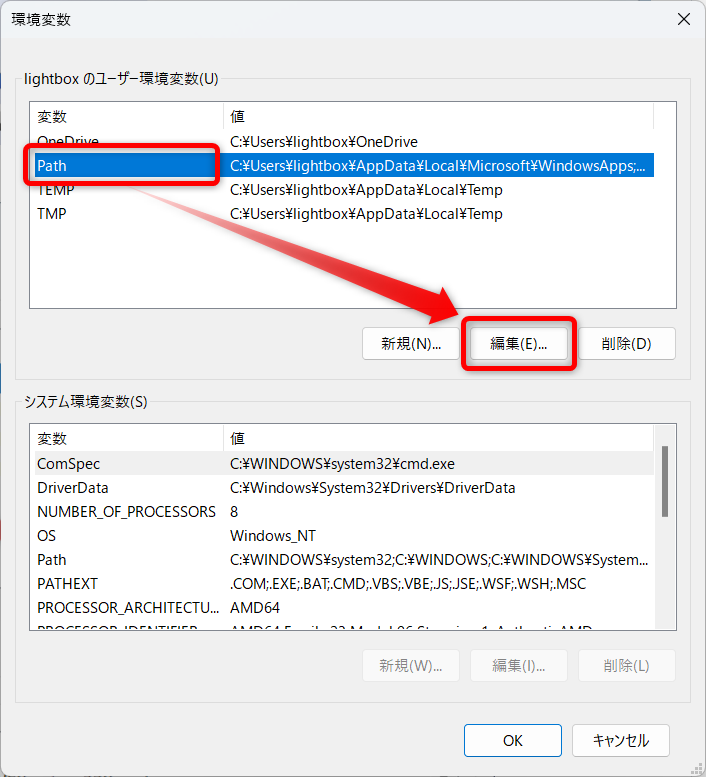 環境変数
lightbox のユーザー環境変数(U)
変数 値
OneDrive C:¥Users¥lightbox¥OneDrive
Path C:¥Users¥lightbox¥AppData¥Local¥Microsoft¥WindowsApps;...
TEMP C:¥Users¥lightbox¥AppData¥Local¥Temp
TMP C:¥Users¥lightbox¥AppData¥Local¥Temp
新規(N)... 編集(E)... 削除(D)
システム環境変数(S)
変数 値
ComSpec C:¥WINDOWS¥system32¥cmd.exe
DriverData C:¥Windows¥System32¥Drivers¥DriverData
NUMBER_OF_PROCESSORS 8
OS Windows_NT
Path C:¥WINDOWS¥system32;C:¥WINDOWS;C:¥WINDOWS¥System...
PATHEXT .COM;.EXE;.BAT;.CMD;.VBS;.VBE;.JS;.JSE;.WSF;.WSH;.MSC
PROCESSOR_ARCHITECTU... AMD64
PROCESSOR_IDENTIFIER AMD64 Family
新規(W)... 編集(I)... 削除(L)
OK キャンセル